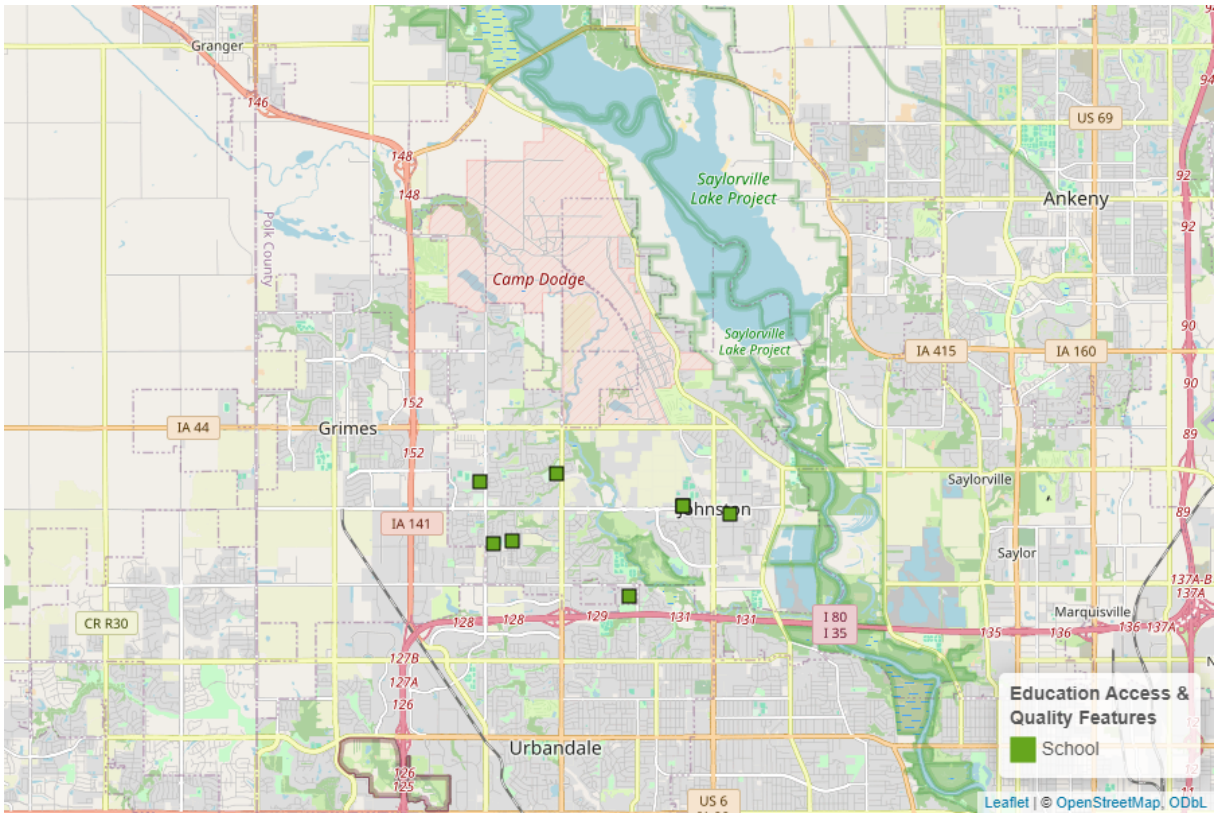 Granger
146
94
94
US 69
148
148
Saylorville
Lake Project
92
Ankeny
92
Polk County
Camp Dodge
90
Saylorville
Lake Project
IA 415
IA 160
90
152
IA 44
Grimes
89
152
Saylorville
Johnston
89
IA 141
Saylor
137A-B
137A
CR R30
128
128
129
131
131
I 80
I 35
Marquisville
135
136
136
137A
127B
127A
126
Education Access &
Quality Features
School
Urbandale
126
125
US 6
Leaflet | © OpenStreetMap, ODbL